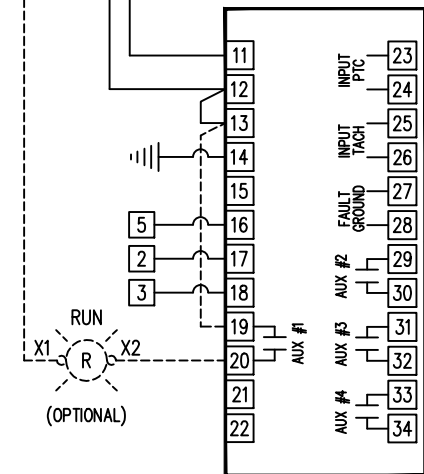 11
12
13
14
15
5 16
2 17
3 18
19
20
21
22
AUX #1
RUN
X1 R X2
(OPTIONAL)
INPUT
PTC
23
24
INPUT
TACH
25
26
FAULT
GROUND
27
28
AUX #2
29
30
AUX #3
31
32
AUX #4
33
34